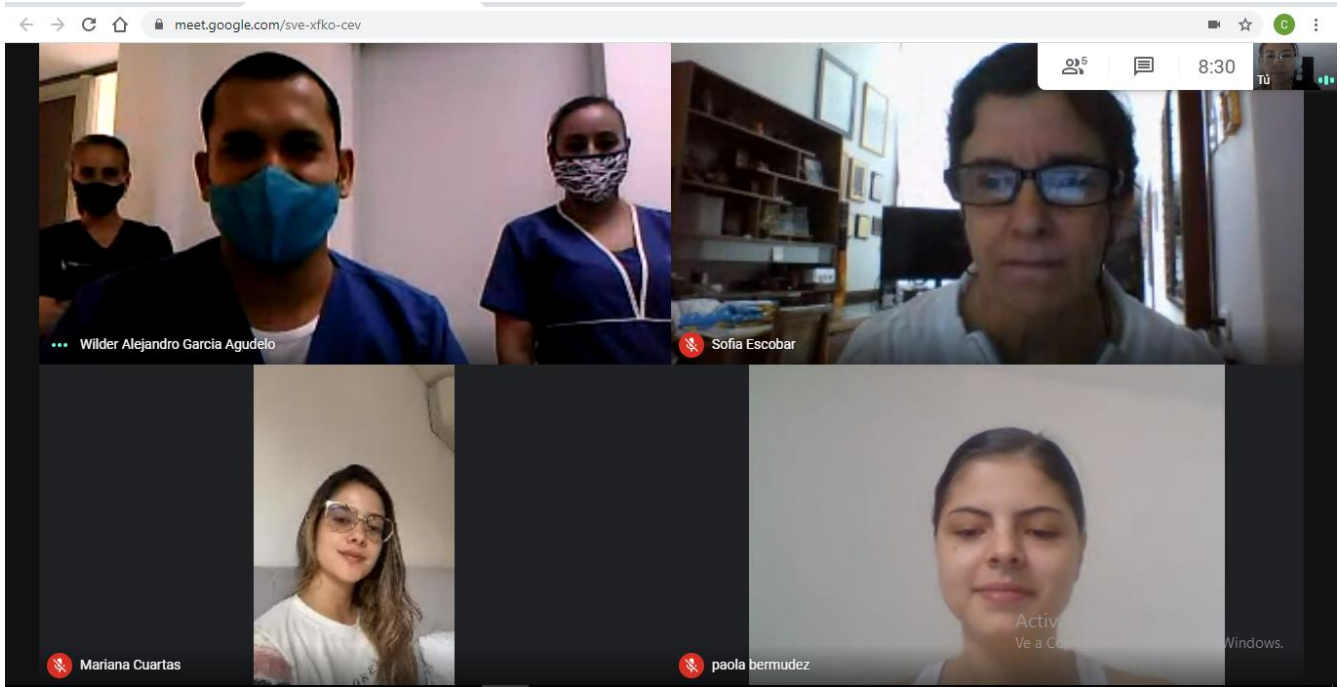 meet.google.com/sve-xfko-cev
5
8:30
Tú
Wilder Alejandro Garcia Agudelo
Sofia Escobar
Mariana Cuartas
paola bermudez
Activ
Ve a Windows.